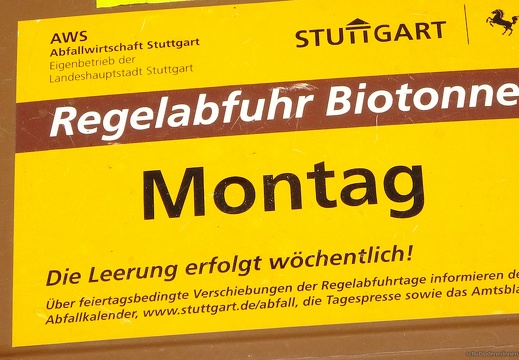 AWS
Abfallwirtschaft Stuttgart
Eigenbetrieb der
Landeshauptstadt Stuttgart
STUTTGART
Regelabfuhr Biotonne
Montag
Die Leerung erfolgt wöchentlich!
Über feiertagsbedingte Verschiebungen der Regelabfuhrtage informieren de
Abfallkalender, www.stuttgart.de/abfall, die Tagespresse sowie das Amtsbla